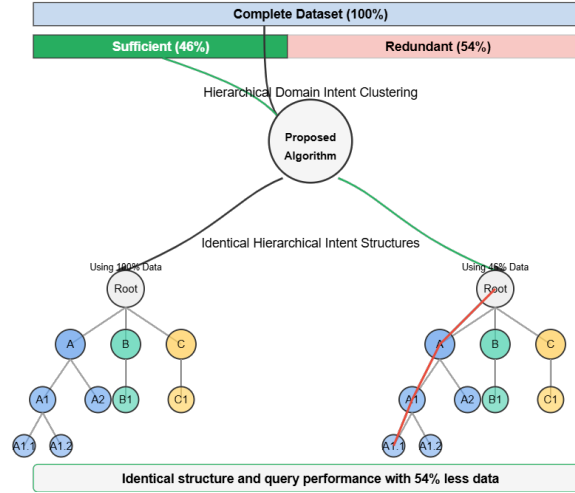 Complete Dataset (100%)
Sufficient (46%) Redundant (54%)
Hierarchical Domain Intent Clustering
Proposed
Algorithm
Identical Hierarchical Intent Structures
Using 100% Data Using 46% Data
Root Root
A B C A B C
A1 A2 B1 C1 A1 A2 B1 C1
A1.1 A1.2 A1.1 A1.2
Identical structure and query performance with 54% less data